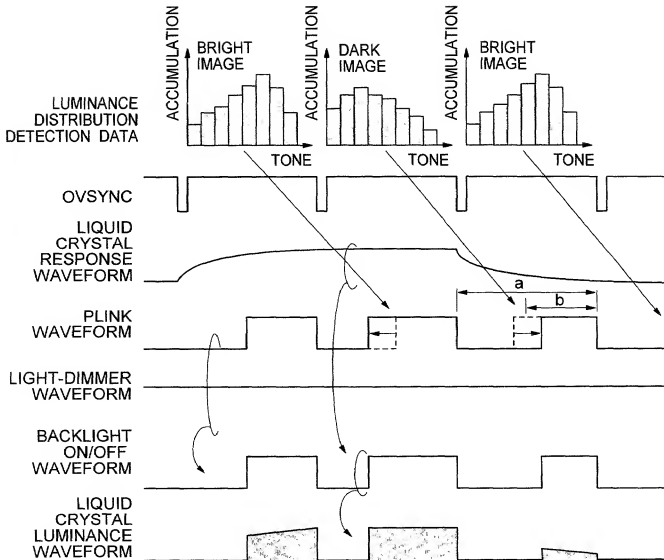 ACCUMULATION
BRIGHT
IMAGE
ACCUMULATION
DARK
IMAGE
ACCUMULATION
BRIGHT
IMAGE
LUMINANCE
DISTRIBUTION
DETECTION DATA
TONE
TONE
TONE
OVSYNC
LIQUID
CRYSTAL
RESPONSE
WAVEFORM
a
b
PLINK
WAVEFORM
LIGHT-DIMMER
WAVEFORM
BACKLIGHT
ON/OFF
WAVEFORM
LIQUID
CRYSTAL
LUMINANCE
WAVEFORM